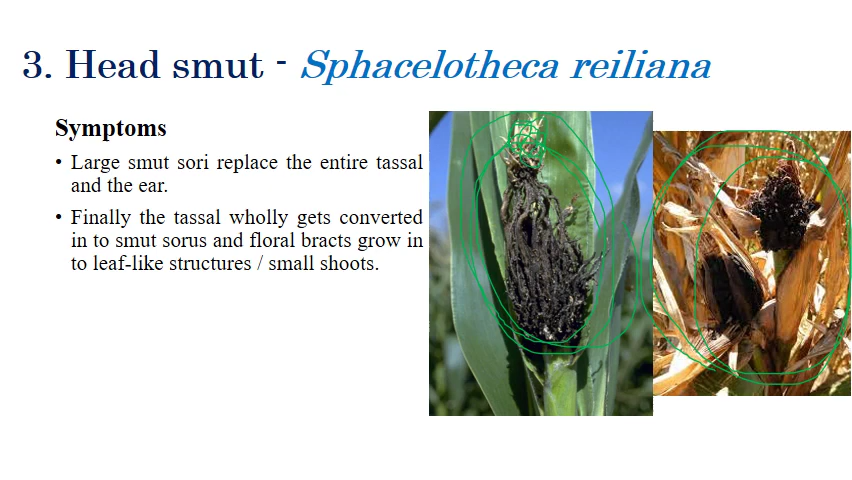 3. Head smut - Sphacelotheca reiliana
Symptoms
• Large smut sori replace the entire tassal
and the ear.
• Finally the tassal wholly gets converted
in to smut sorus and floral bracts grow in
to leaf-like structures / small shoots.